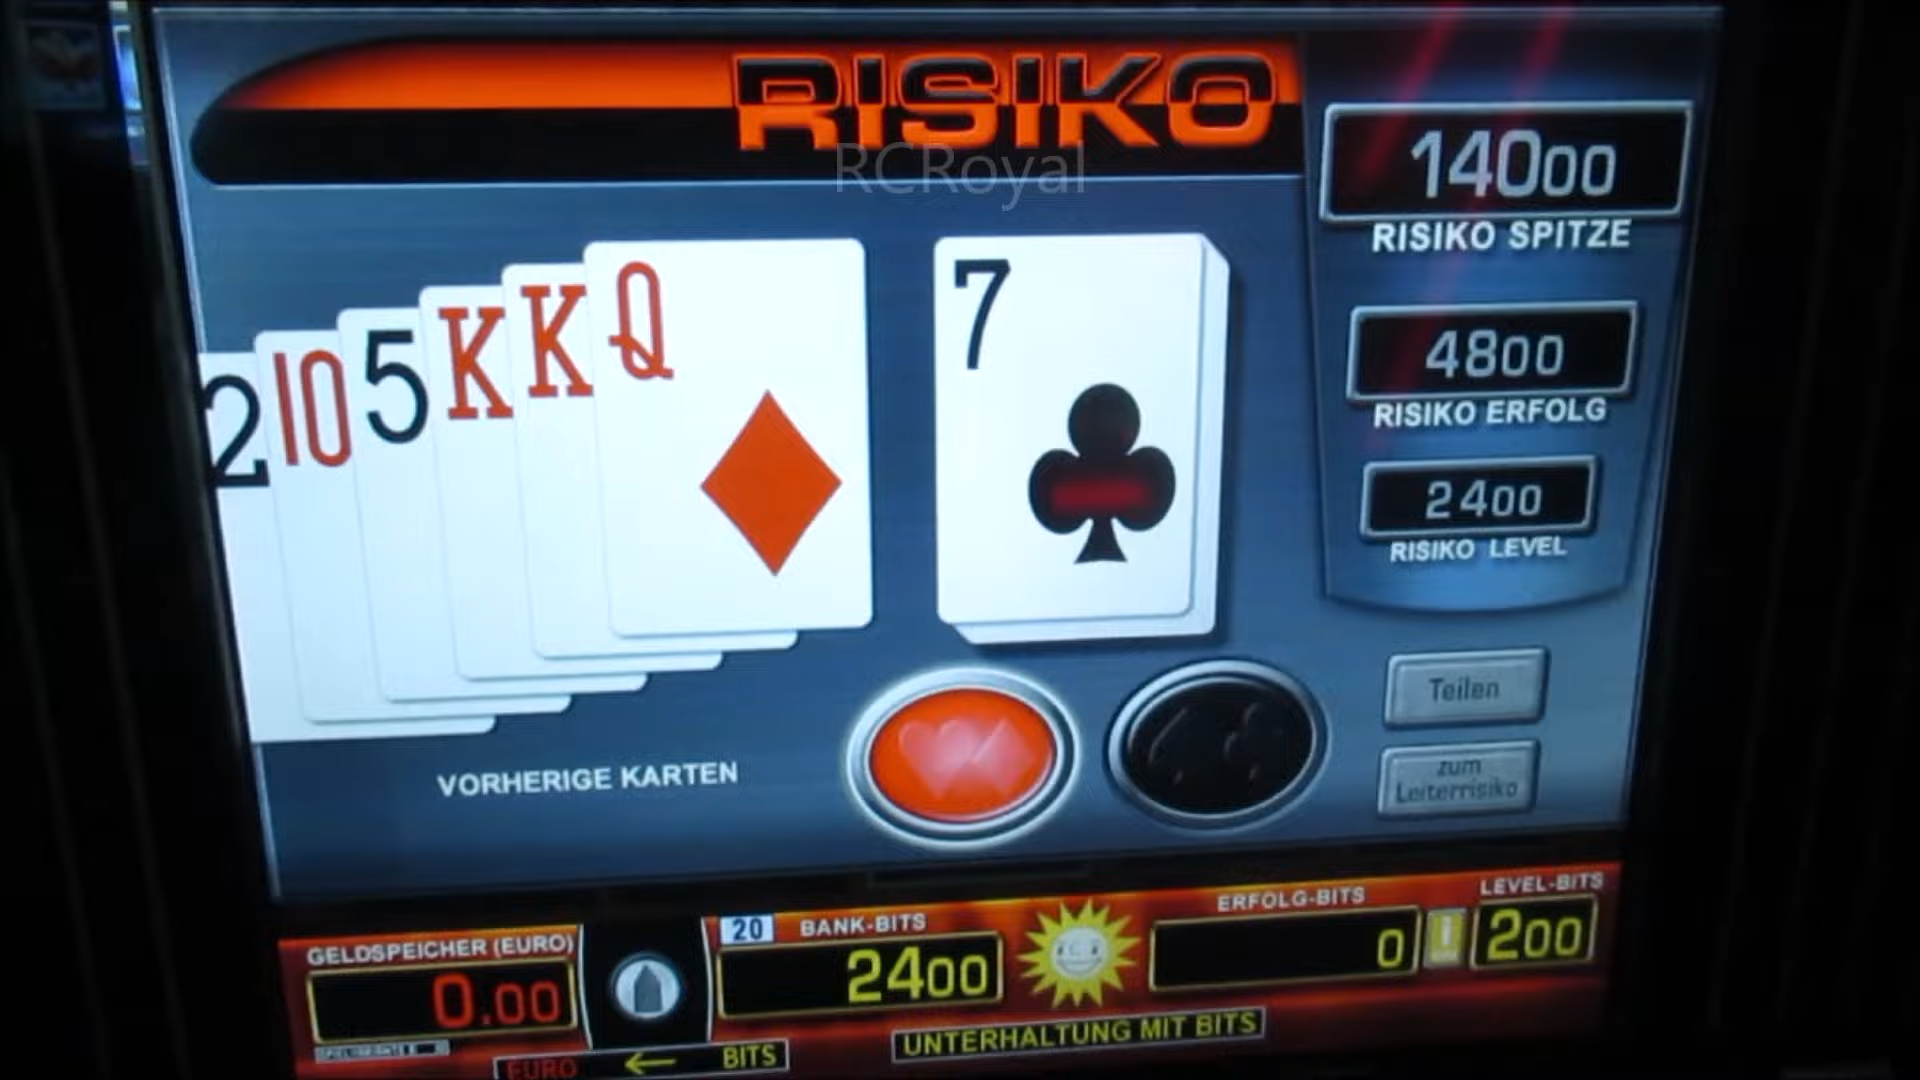 RISIKO
RCRoyal
14000
RISIKO SPITZE
4800
RISIKO ERFOLG
2400
RISIKO LEVEL
2
10
5
K
K
Q
7
Teilen
zum
Leiterrisiko
VORHERIGE KARTEN
GELDSPEICHER (EURO)
0.00
20
BANK-BITS
2400
ERFOLG-BITS
0
LEVEL-BITS
200
EURO ← BITS
UNTERHALTUNG MIT BITS